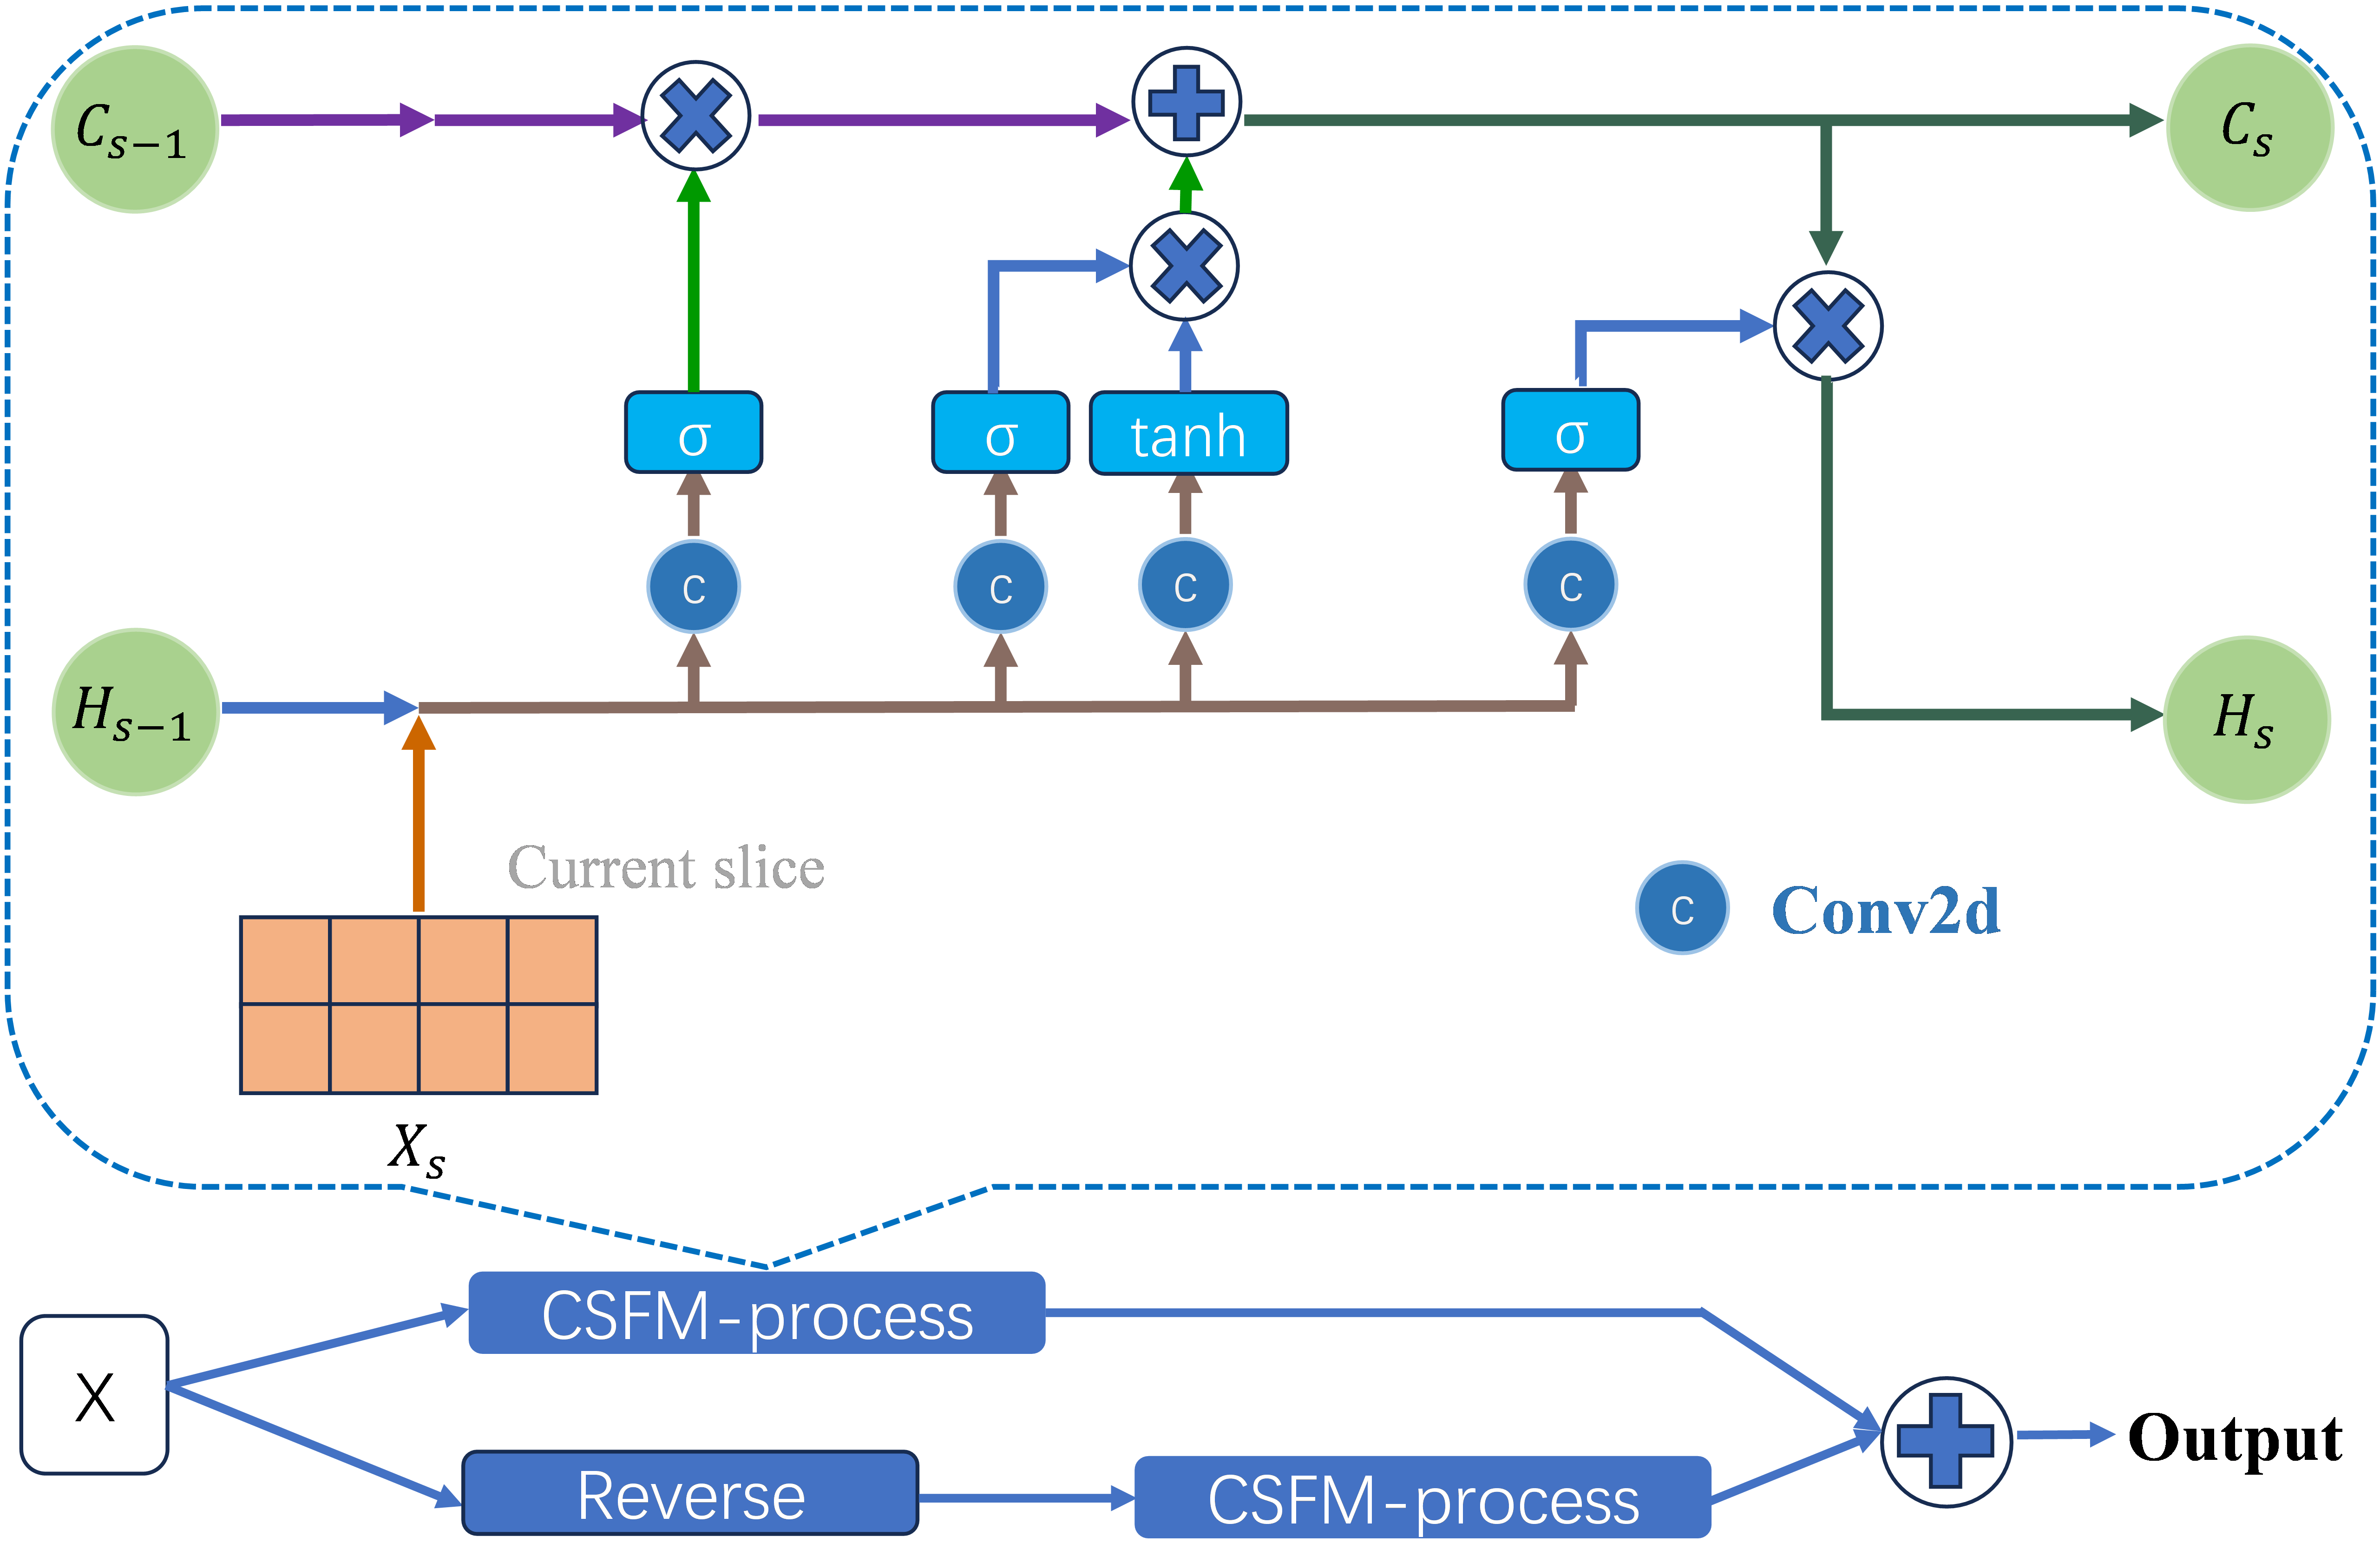 C_{s-1}
C_s
σ
σ
tanh
σ
c
c
c
c
H_{s-1}
H_s
Current slice
c Conv2d
X_s
CSFM-process
X
Output
Reverse
CSFM-process